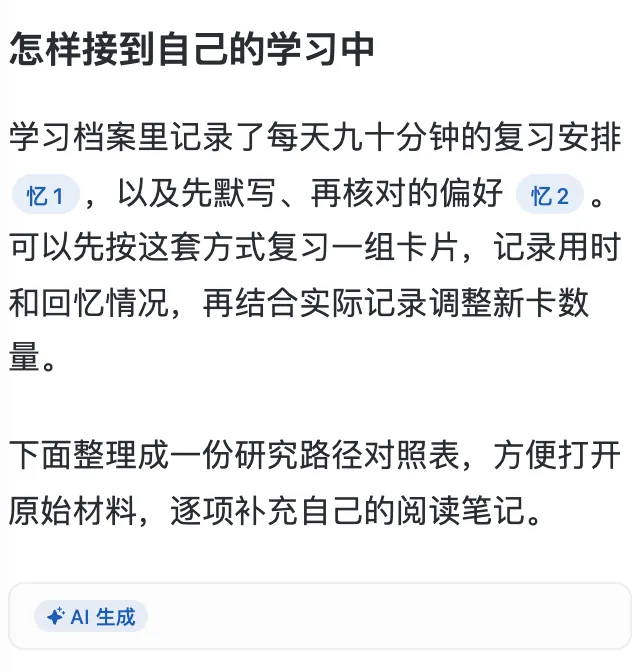 怎样接到自己的学习中
学习档案里记录了每天九十分钟的复习安排
忆1，以及先默写、再核对的偏好 忆2。
可以先按这套方式复习一组卡片，记录用时
和回忆情况，再结合实际记录调整新卡数
量。
下面整理成一份研究路径对照表，方便打开
原始材料，逐项补充自己的阅读笔记。
AI 生成